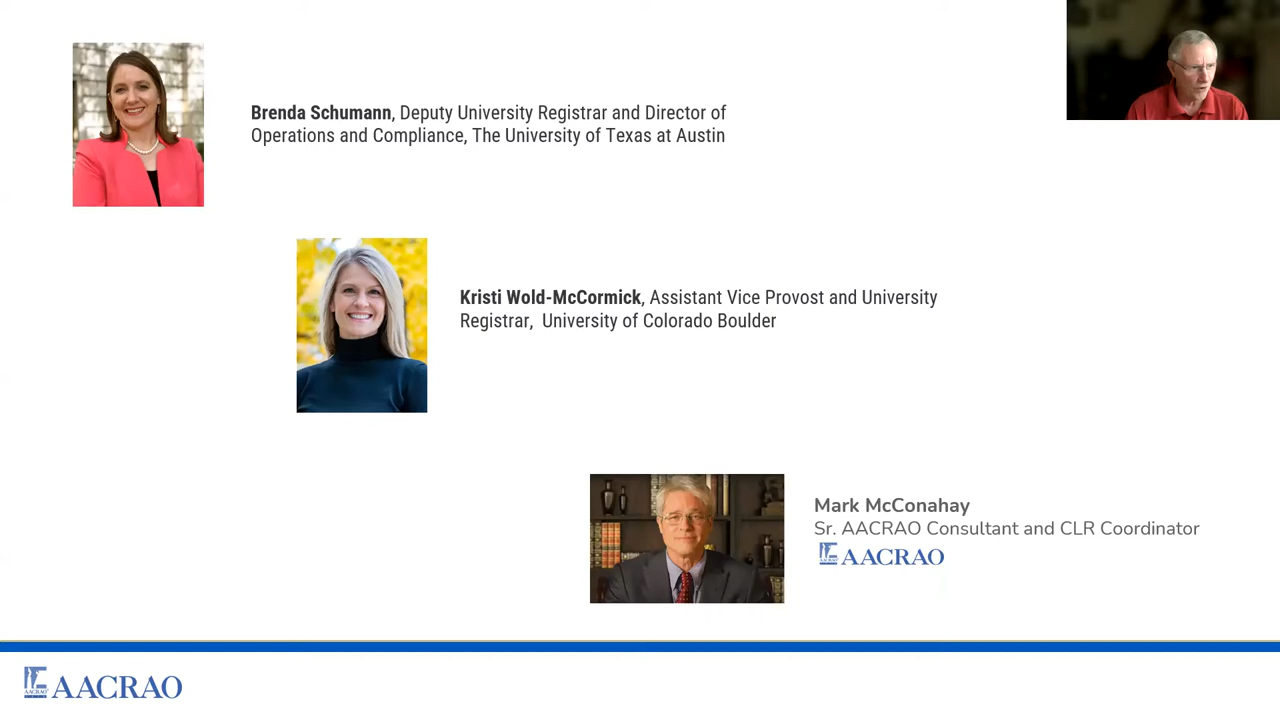 Brenda Schumann, Deputy University Registrar and Director of
Operations and Compliance, The University of Texas at Austin
Kristi Wold-McCormick, Assistant Vice Provost and University
Registrar, University of Colorado Boulder
Mark McConahay
Sr. AACRAO Consultant and CLR Coordinator
AACRAO
AACRAO